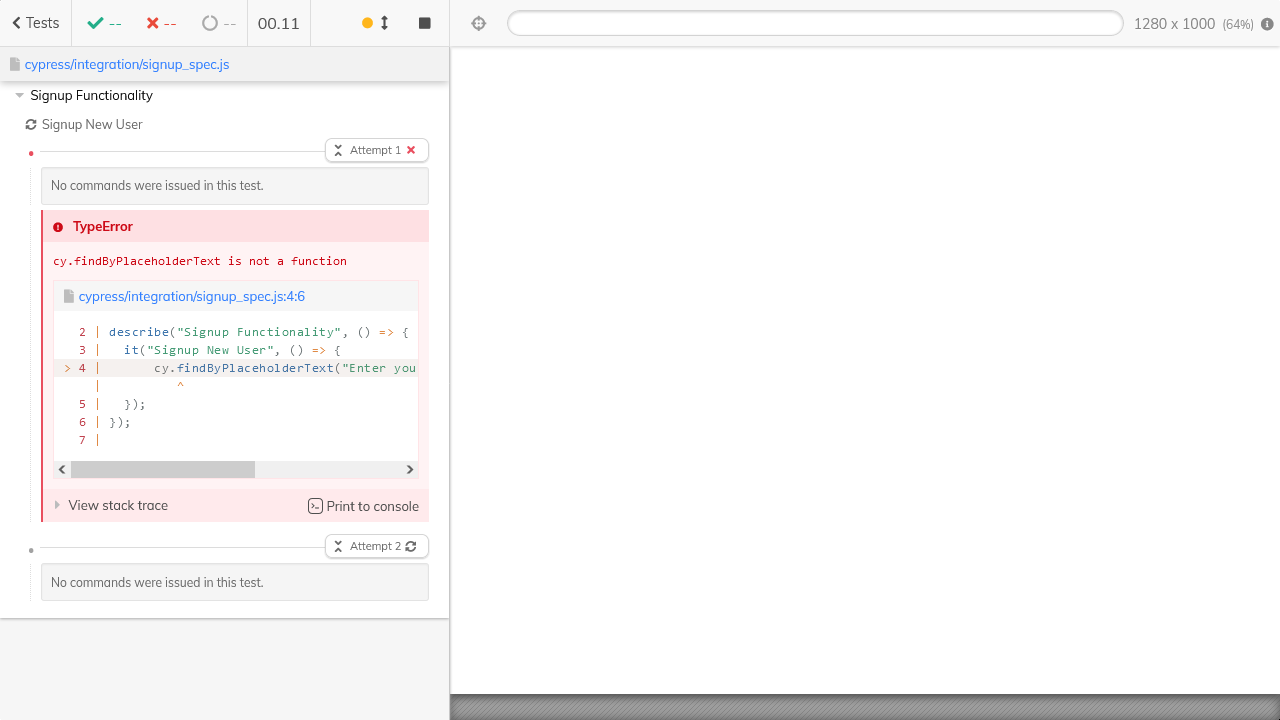 Tests
--
--
--
00.11
1280 x 1000 (64%)
cypress/integration/signup_spec.js
Signup Functionality
Signup New User
Attempt 1
No commands were issued in this test.
TypeError
cy.findByPlaceholderText is not a function
cypress/integration/signup_spec.js:4:6
2 | describe("Signup Functionality", () => {
3 |   it("Signup New User", () => {
> 4 |       cy.findByPlaceholderText("Enter you
|          ^
5 |   });
6 | });
7 |
View stack trace
Print to console
Attempt 2
No commands were issued in this test.